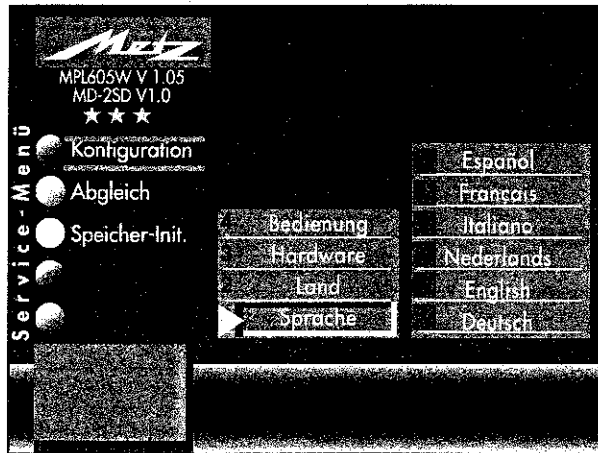 Metz
MPL605W V 1.05
MD-2SD V1.0
★ ★ ★
Service-Menü
Konfiguration
Abgleich
Speicher-Init.
Bedienung
Hardware
Land
Sprache
Español
Français
Italiano
Nederlands
English
Deutsch